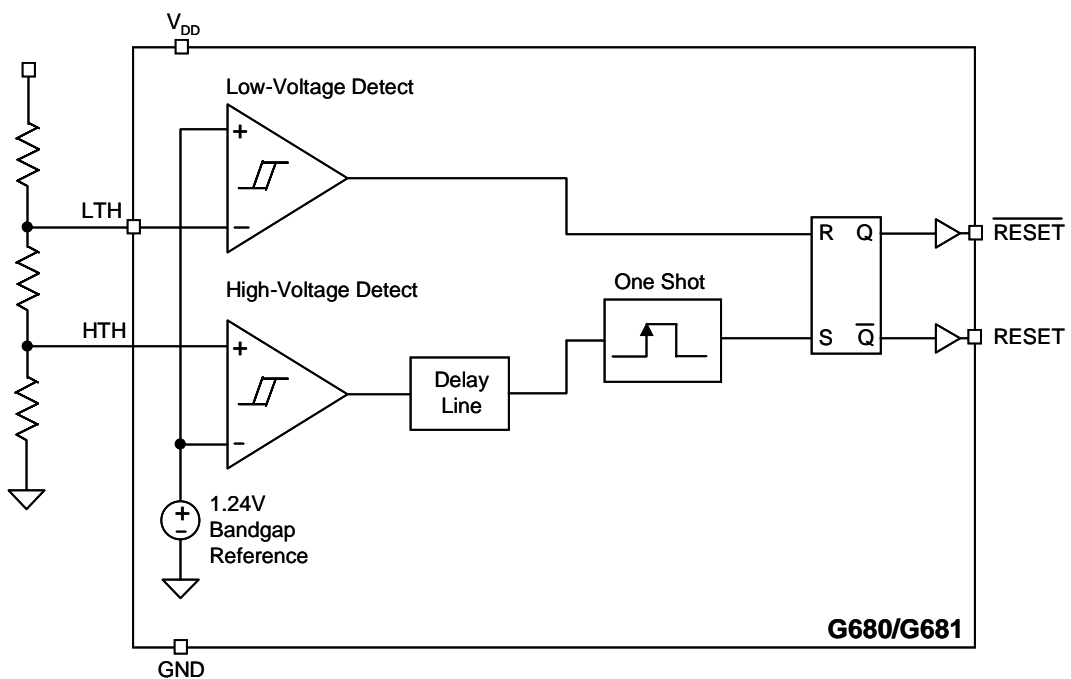 VDD
Low-Voltage Detect
+
LTH
−
R Q
RESET
High-Voltage Detect
One Shot
HTH
+
S Q
RESET
Delay
Line
−
+
−
1.24V
Bandgap
Reference
G680/G681
GND